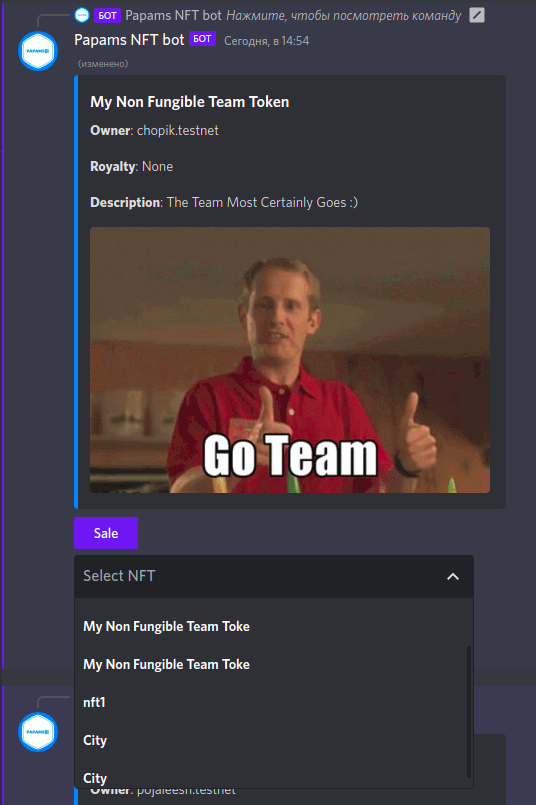 БОТ Papams NFT bot Нажмите, чтобы посмотреть команду
Papams NFT bot БОТ Сегодня, в 14:54
(изменено)
PAPAMS
My Non Fungible Team Token
Owner: chopik.testnet
Royalty: None
Description: The Team Most Certainly Goes :)
Go Team
Sale
Select NFT
My Non Fungible Team Toke
My Non Fungible Team Toke
nft1
City
City
PAPAMS
Owner: pojaleesh.testnet